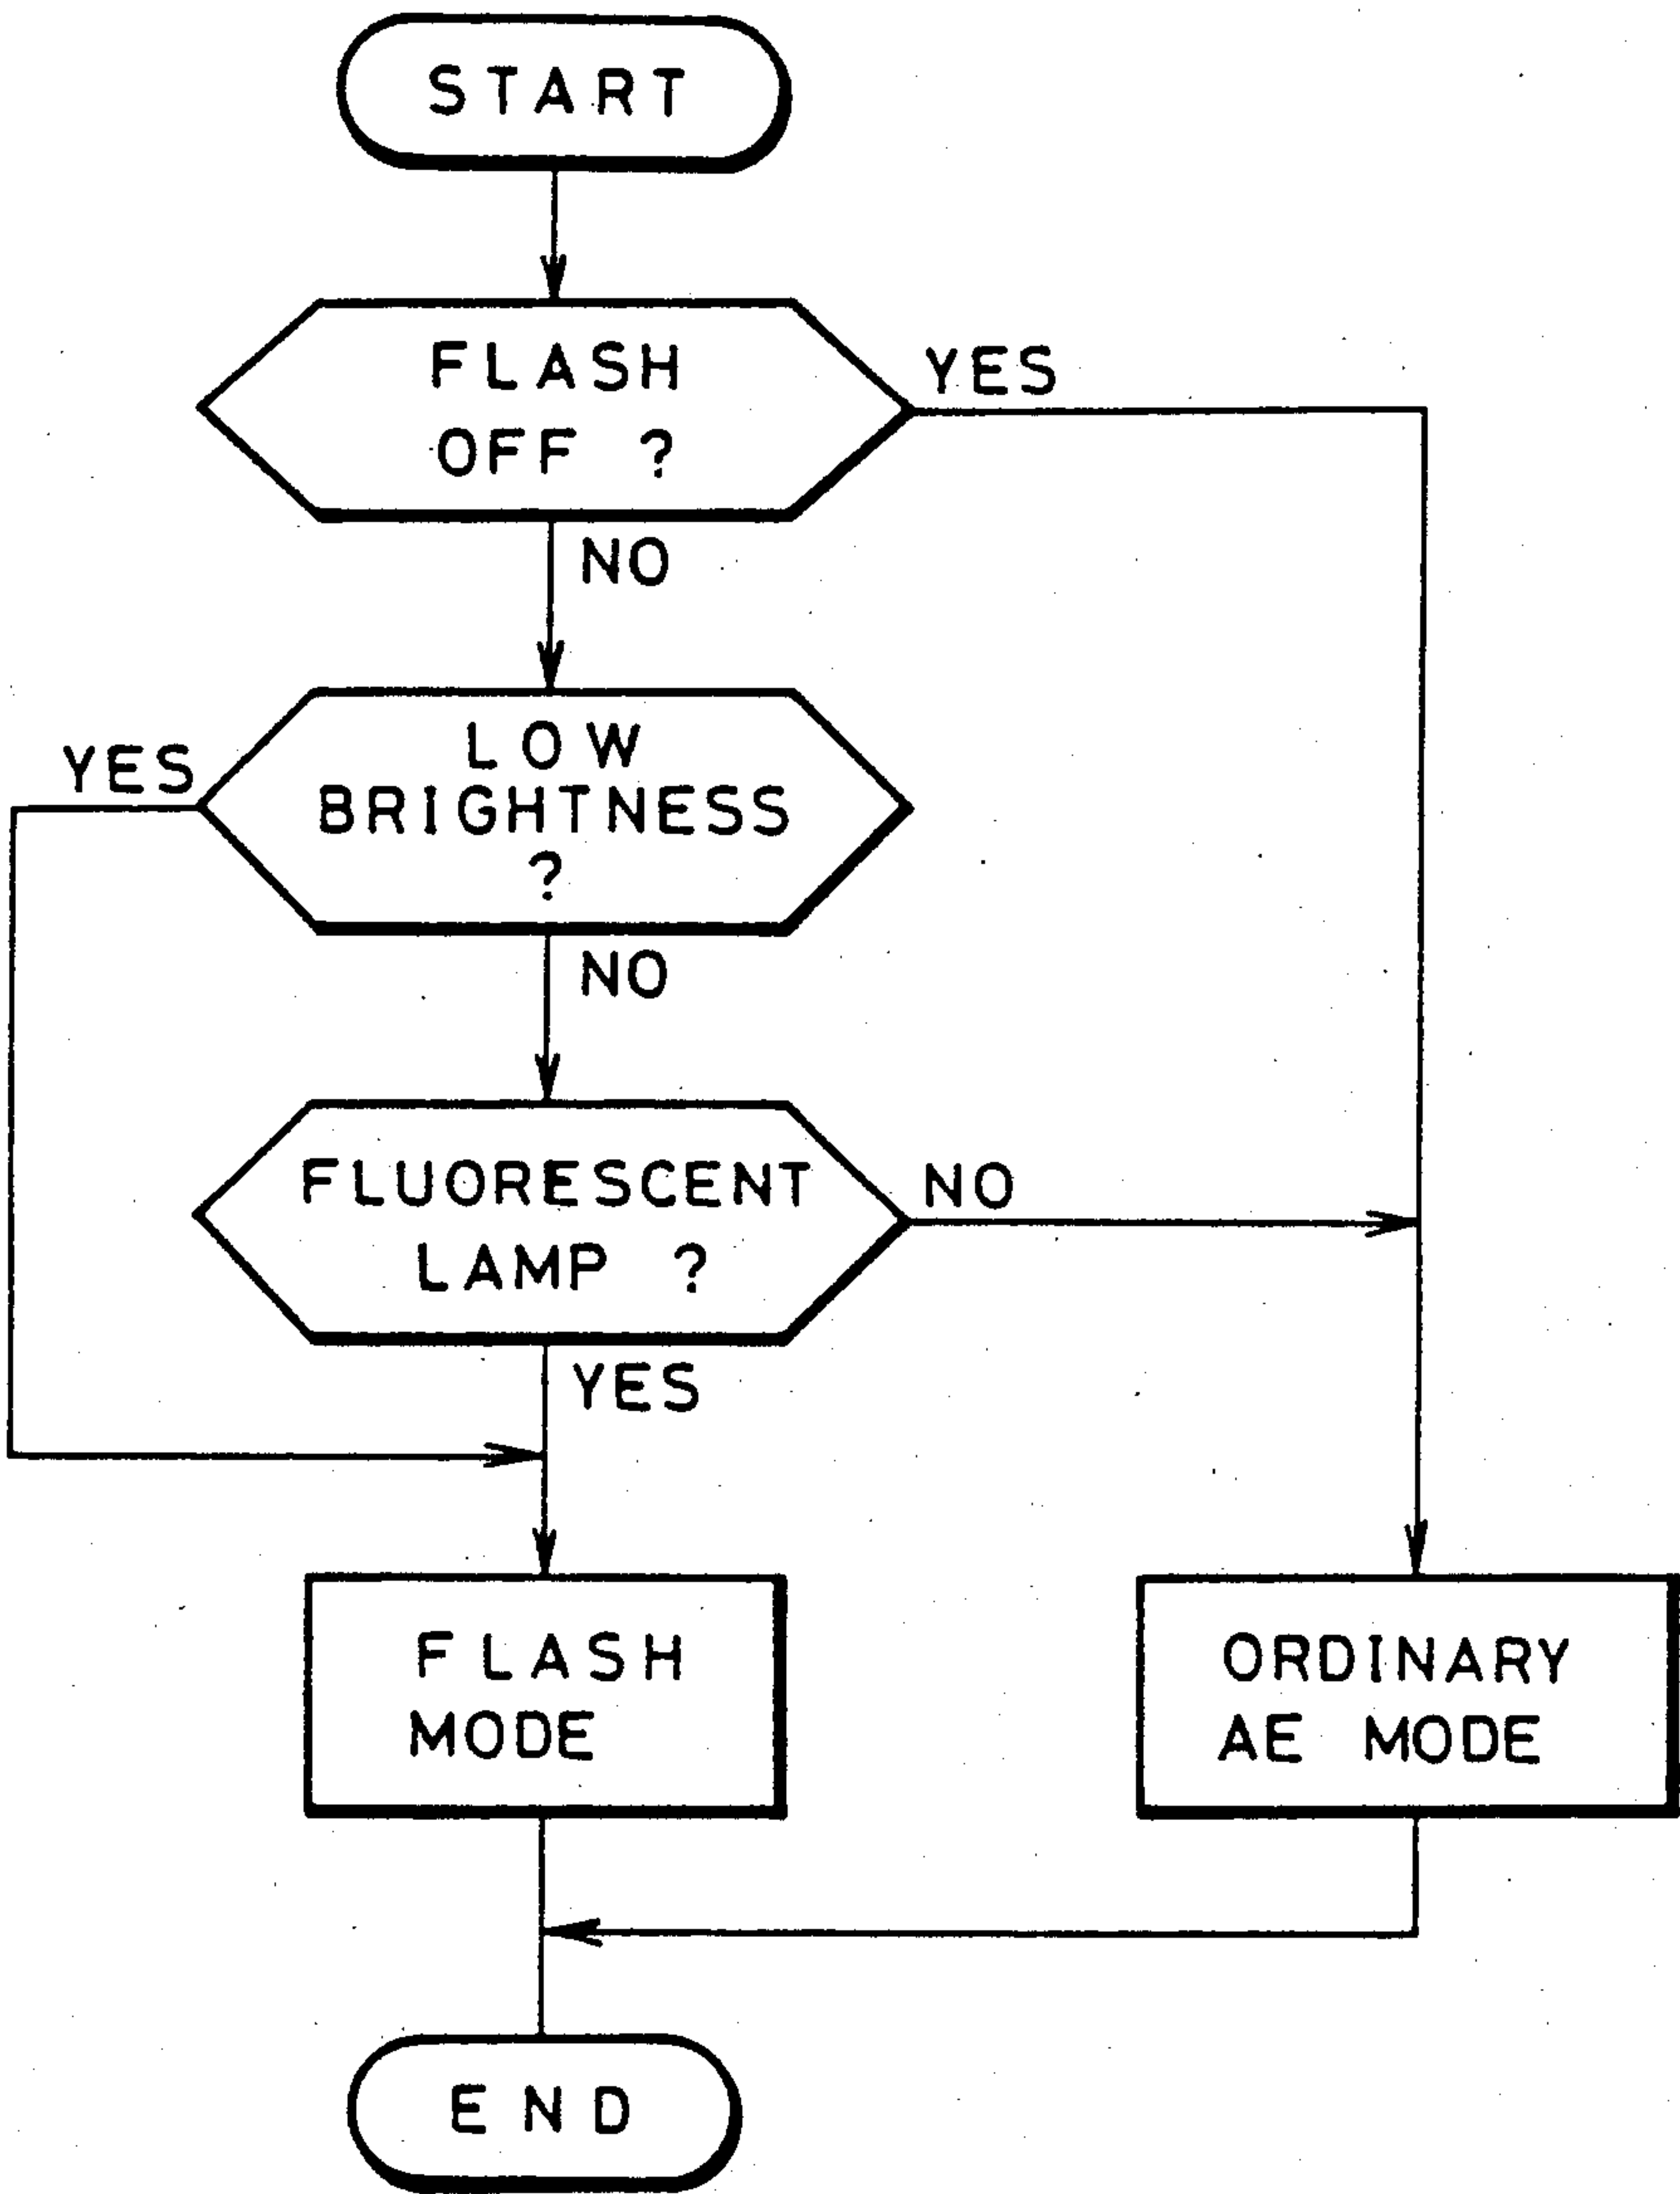 START
FLASH
OFF ?
YES
NO
LOW
BRIGHTNESS
?
YES
NO
FLUORESCENT
LAMP ?
NO
YES
FLASH
MODE
ORDINARY
AE MODE
END